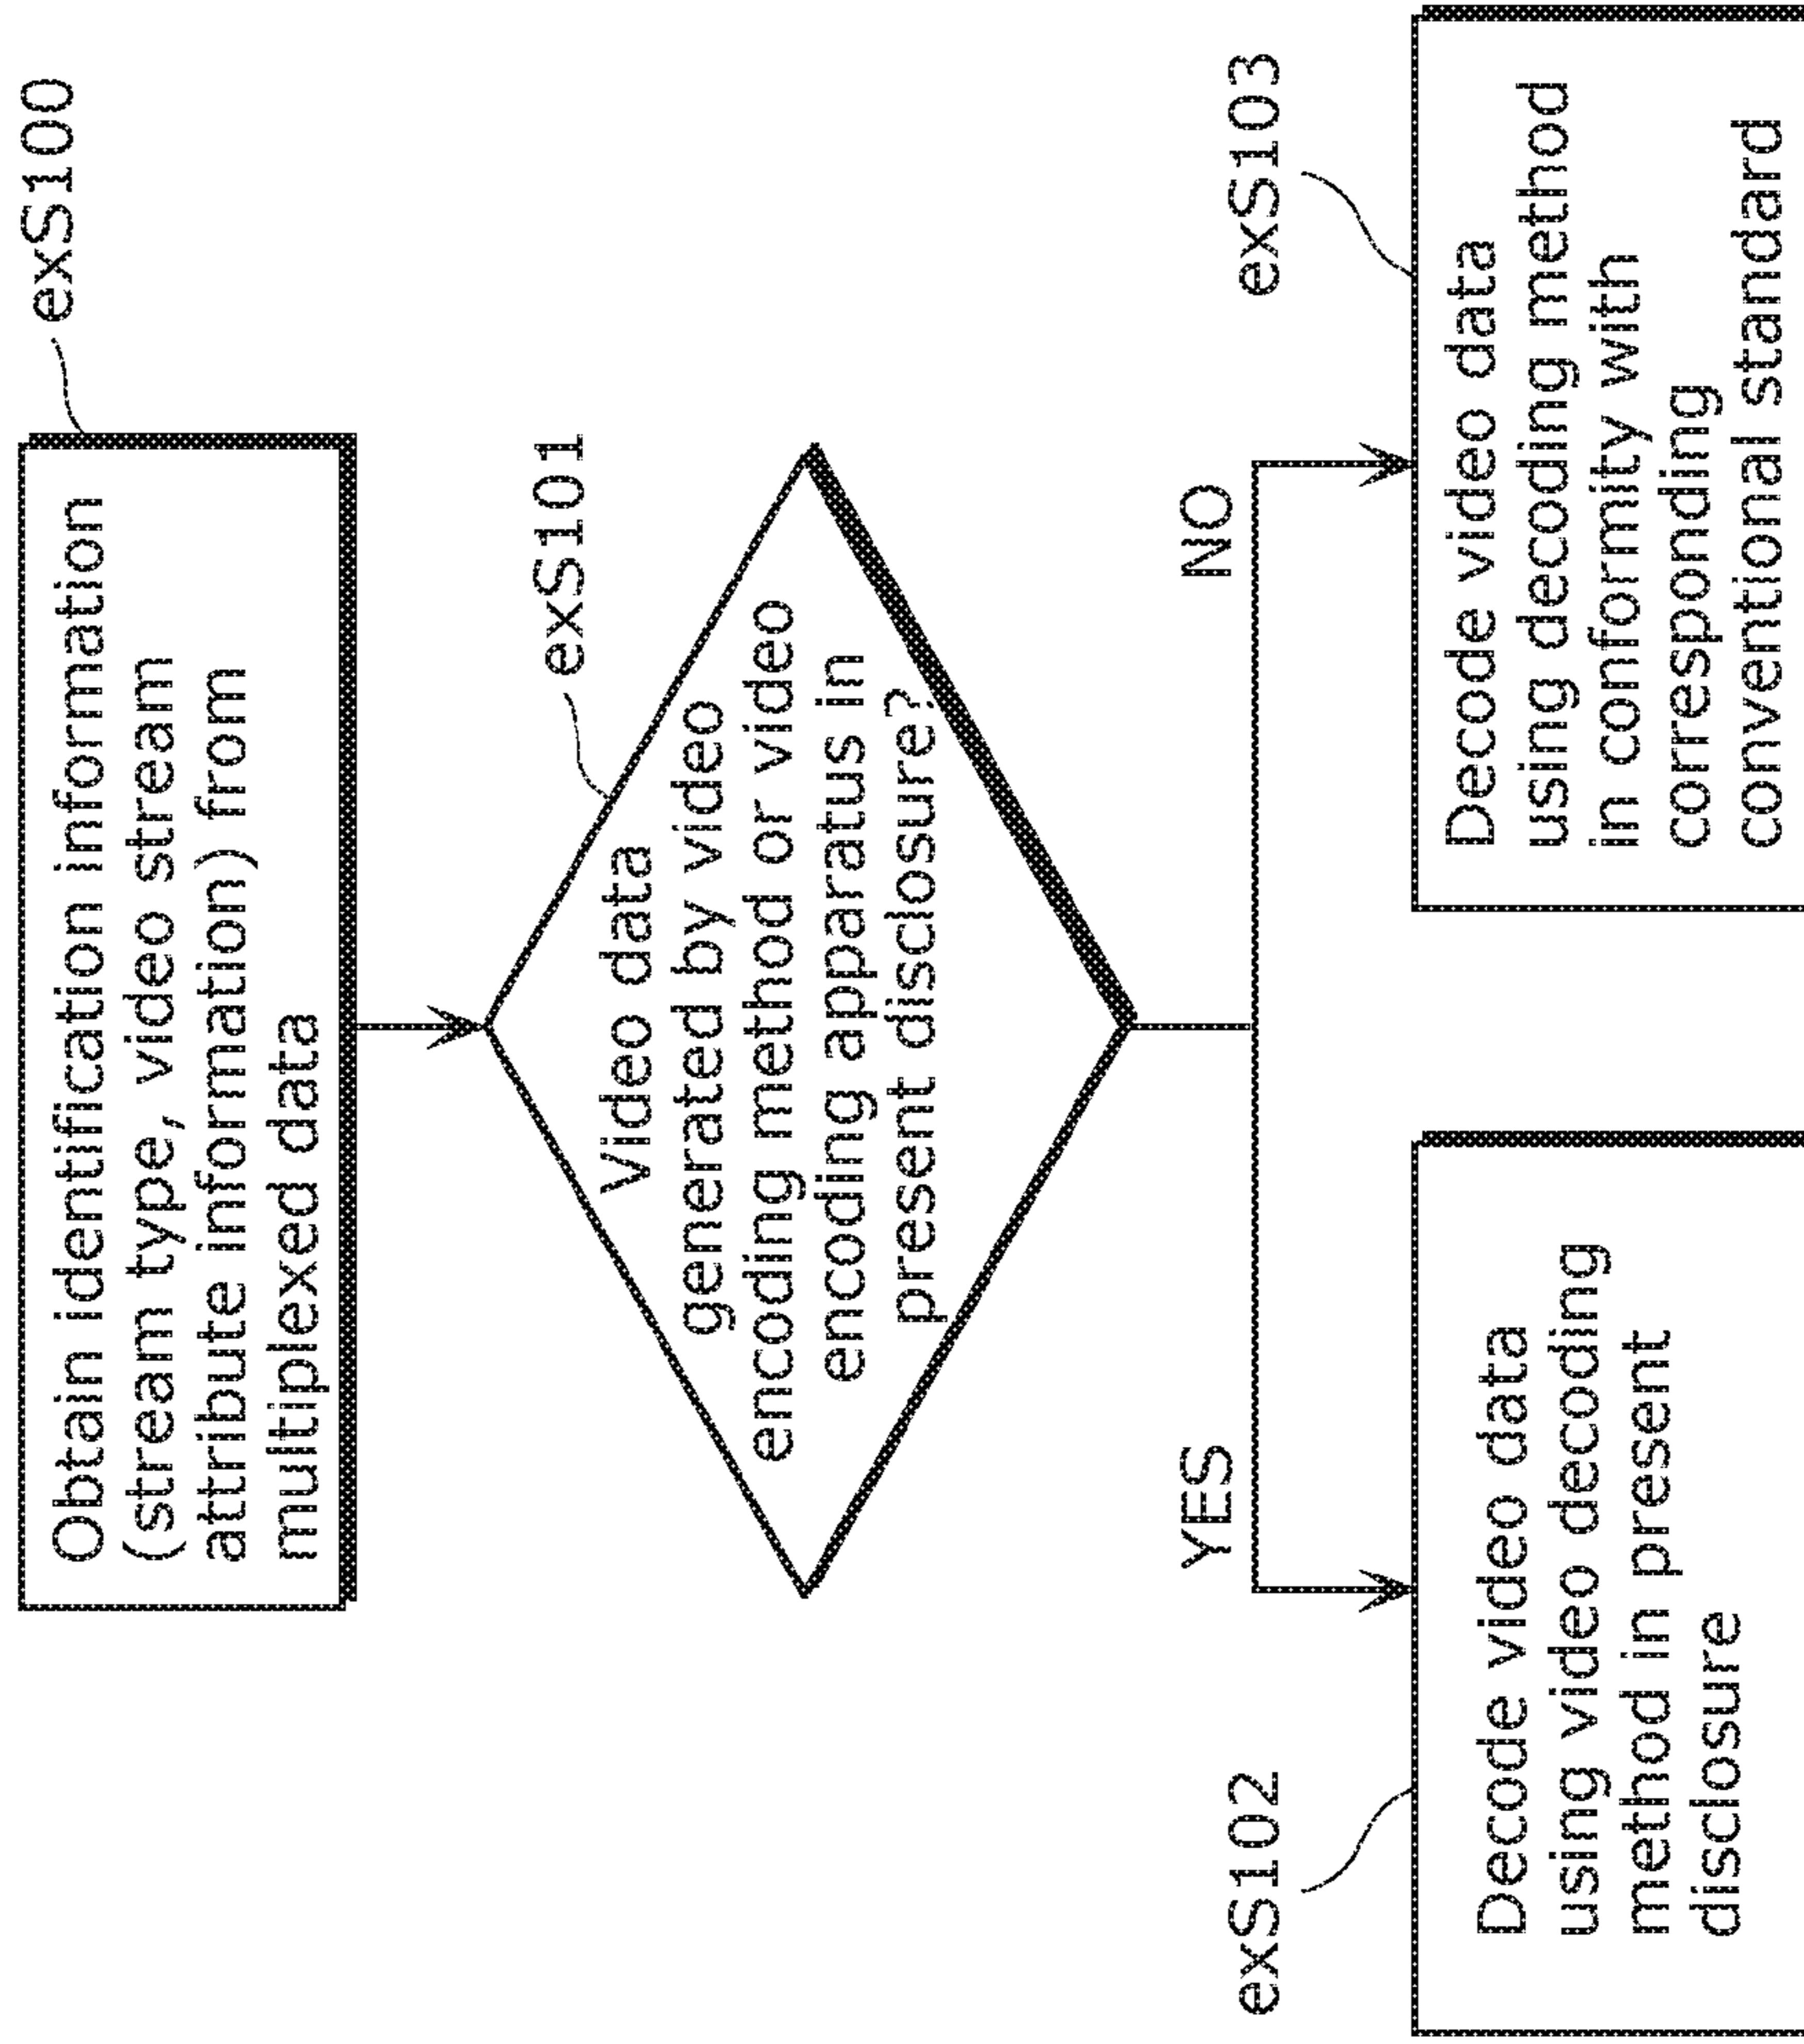 exS100
Obtain identification information
(stream type, video stream
attribute information) from
multiplexed data
exS101
Video data
generated by video
encoding method or video
encoding apparatus in
present disclosure?
YES
NO
exS102
Decode video data
using video decoding
method in present
disclosure
exS103
Decode video data
using decoding method
in conformity with
corresponding
conventional standard